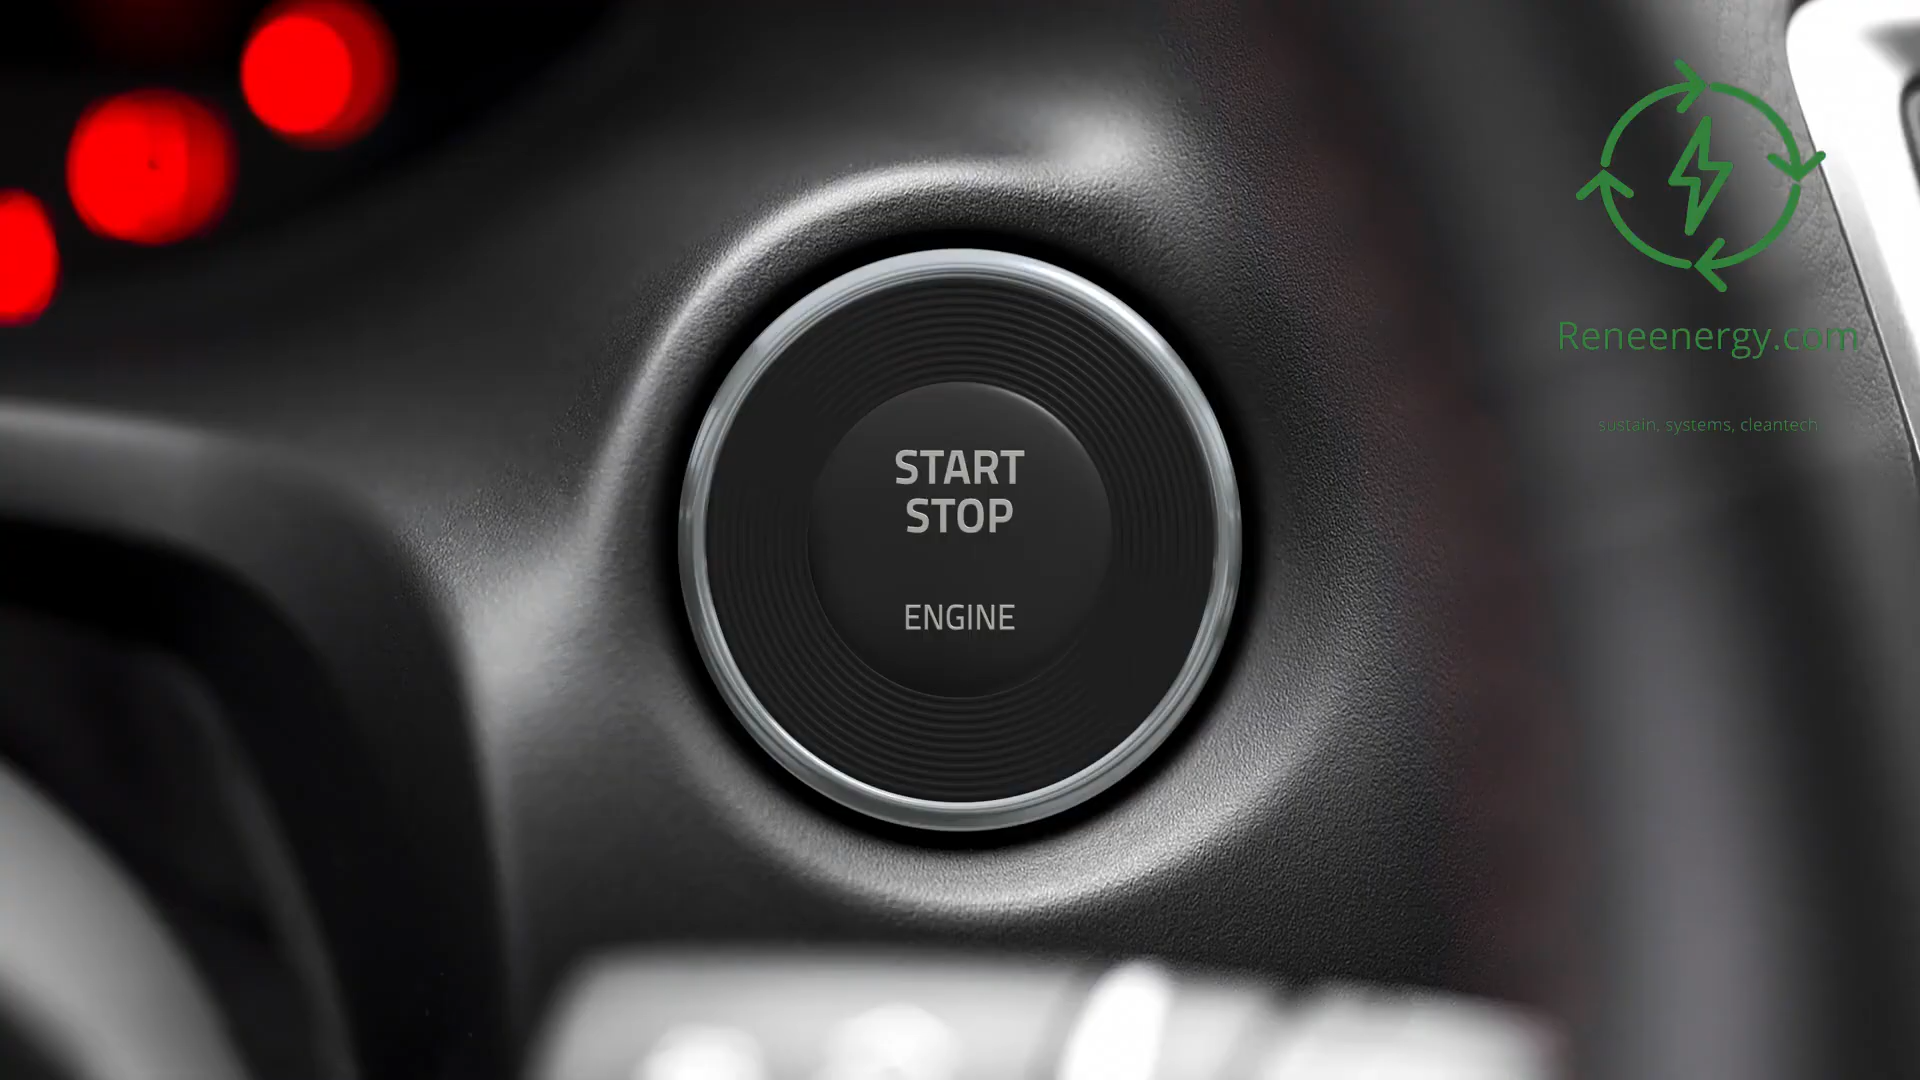 START
STOP
ENGINE
Reneenergy.com
sustain, systems, cleantech